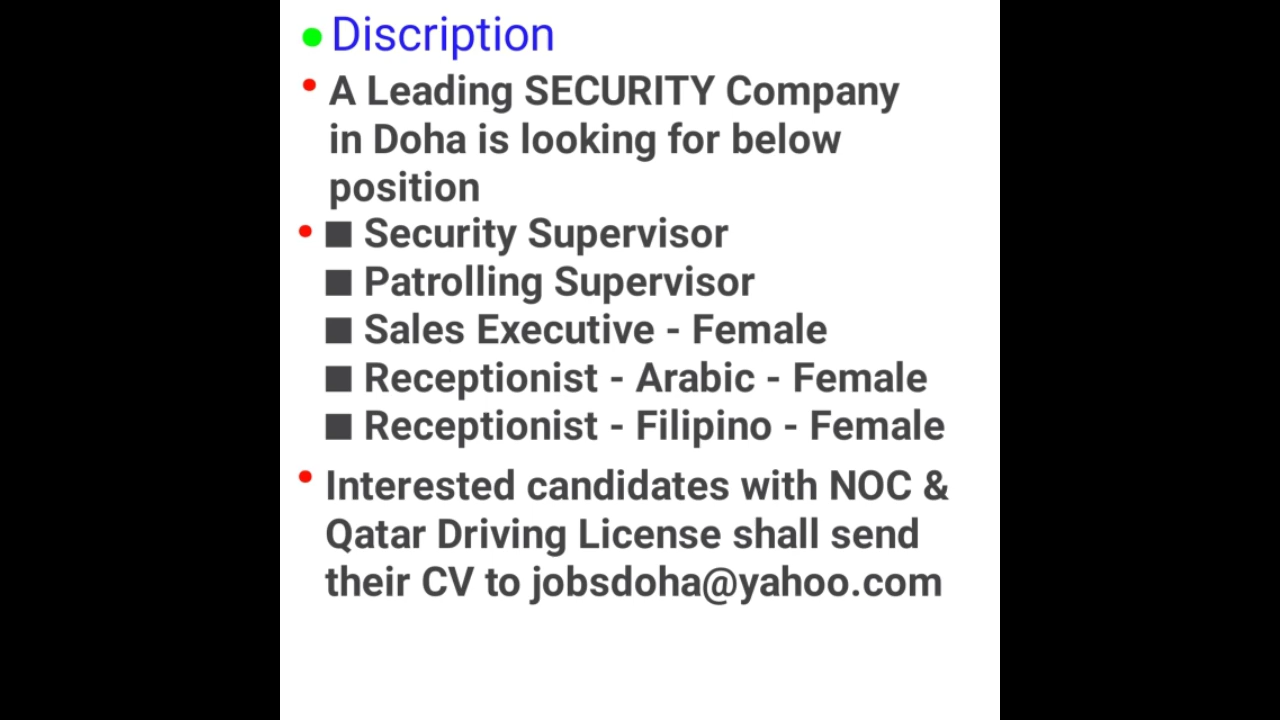 ● Discription
• A Leading SECURITY Company
in Doha is looking for below
position
• ■ Security Supervisor
■ Patrolling Supervisor
■ Sales Executive - Female
■ Receptionist - Arabic - Female
■ Receptionist - Filipino - Female
• Interested candidates with NOC &
Qatar Driving License shall send
their CV to jobsdoha@yahoo.com